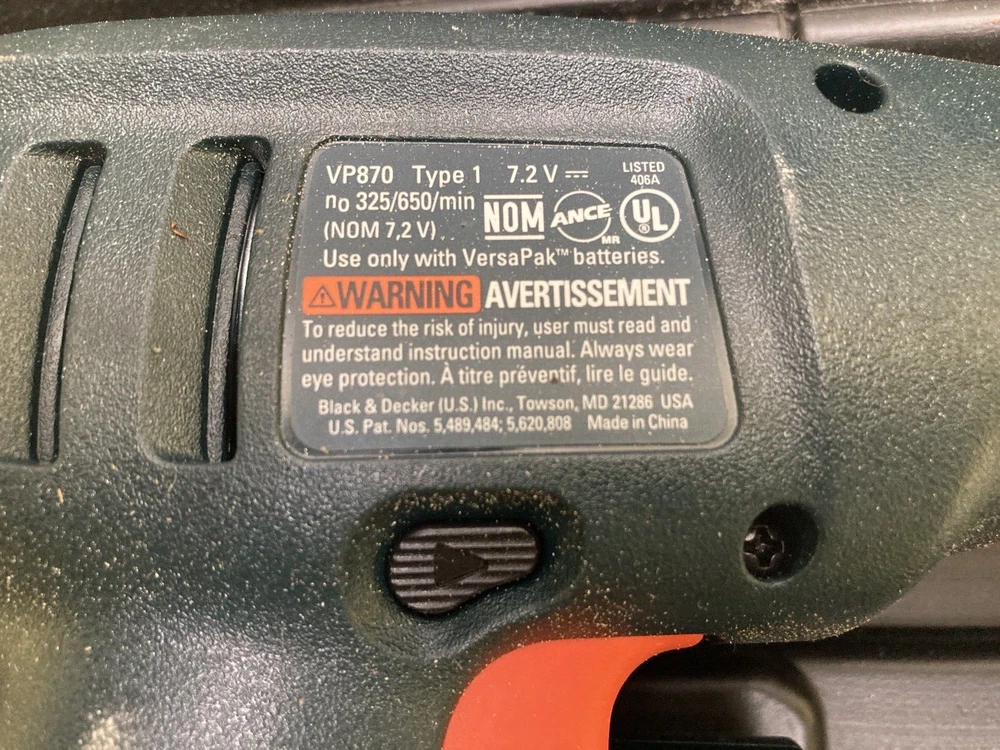 VP870 Type 1 7.2 V ⎓ LISTED
406A
no 325/650/min NOM ANCE UL ®
(NOM 7,2 V) MR
Use only with VersaPak™ batteries.
⚠WARNING AVERTISSEMENT
To reduce the risk of injury, user must read and
understand instruction manual. Always wear
eye protection. À titre préventif, lire le guide.
Black & Decker (U.S.) Inc., Towson, MD 21286 USA
U.S. Pat. Nos. 5,489,484; 5,620,808 Made in China